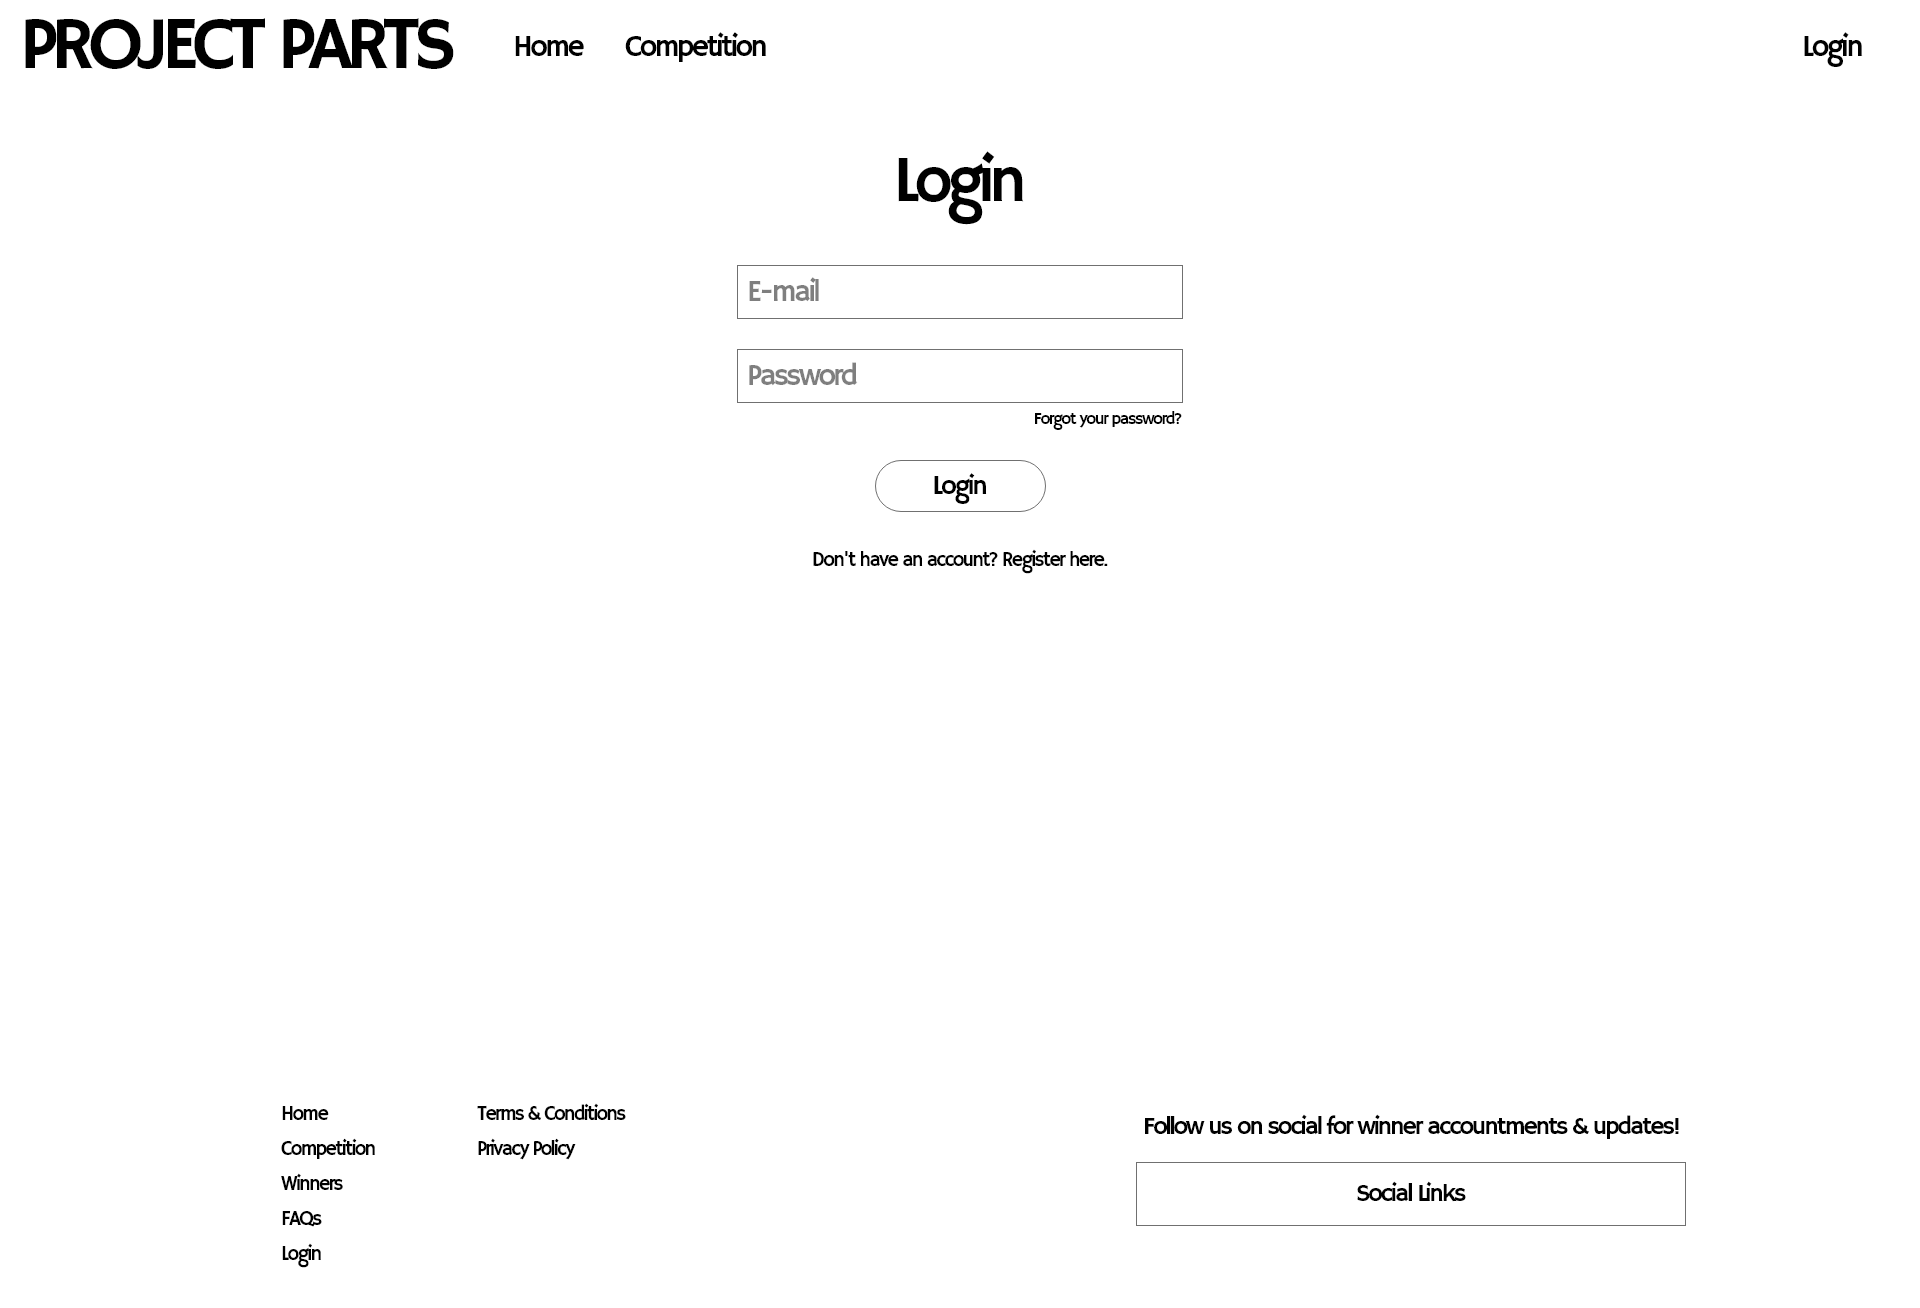 PROJECT PARTS
Home
Competition
Login
Login
E-mail
Password
Forgot your password?
Login
Don't have an account? Register here.
Home
Competition
Winners
FAQs
Login
Terms & Conditions
Privacy Policy
Follow us on social for winner accountments & updates!
Social Links